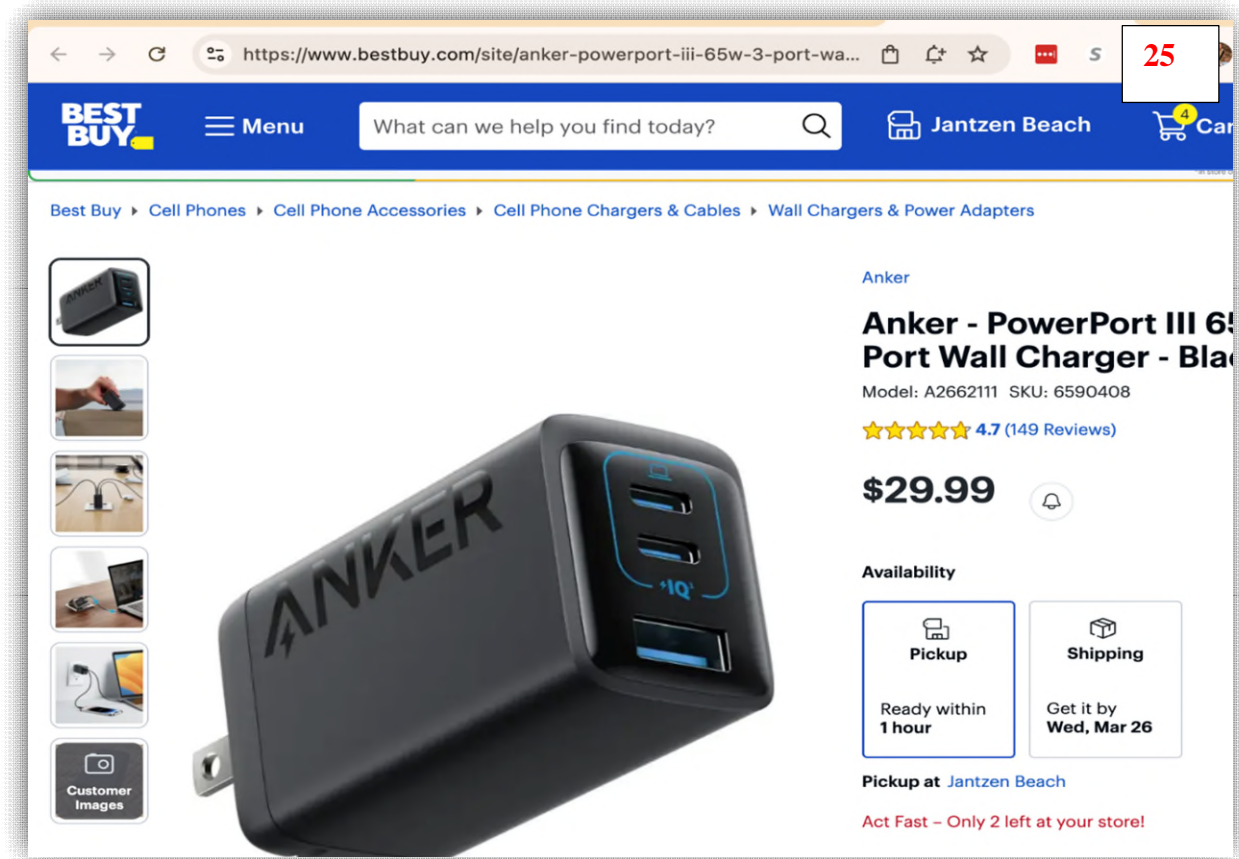 https://www.bestbuy.com/site/anker-powerport-iii-65w-3-port-wa...
S
25
BEST
BUY
Menu
What can we help you find today?
Jantzen Beach
4
Car
Best Buy Cell Phones Cell Phone Accessories Cell Phone Chargers & Cables Wall Chargers & Power Adapters
Anker
Anker - PowerPort III 65
Port Wall Charger - Bla
Model: A2662111 SKU: 6590408
4.7 (149 Reviews)
$29.99
ANKER
ANKER
IQ
Availability
Pickup
Ready within
1 hour
Shipping
Get it by
Wed, Mar 26
Customer
Images
Pickup at Jantzen Beach
Act Fast – Only 2 left at your store!